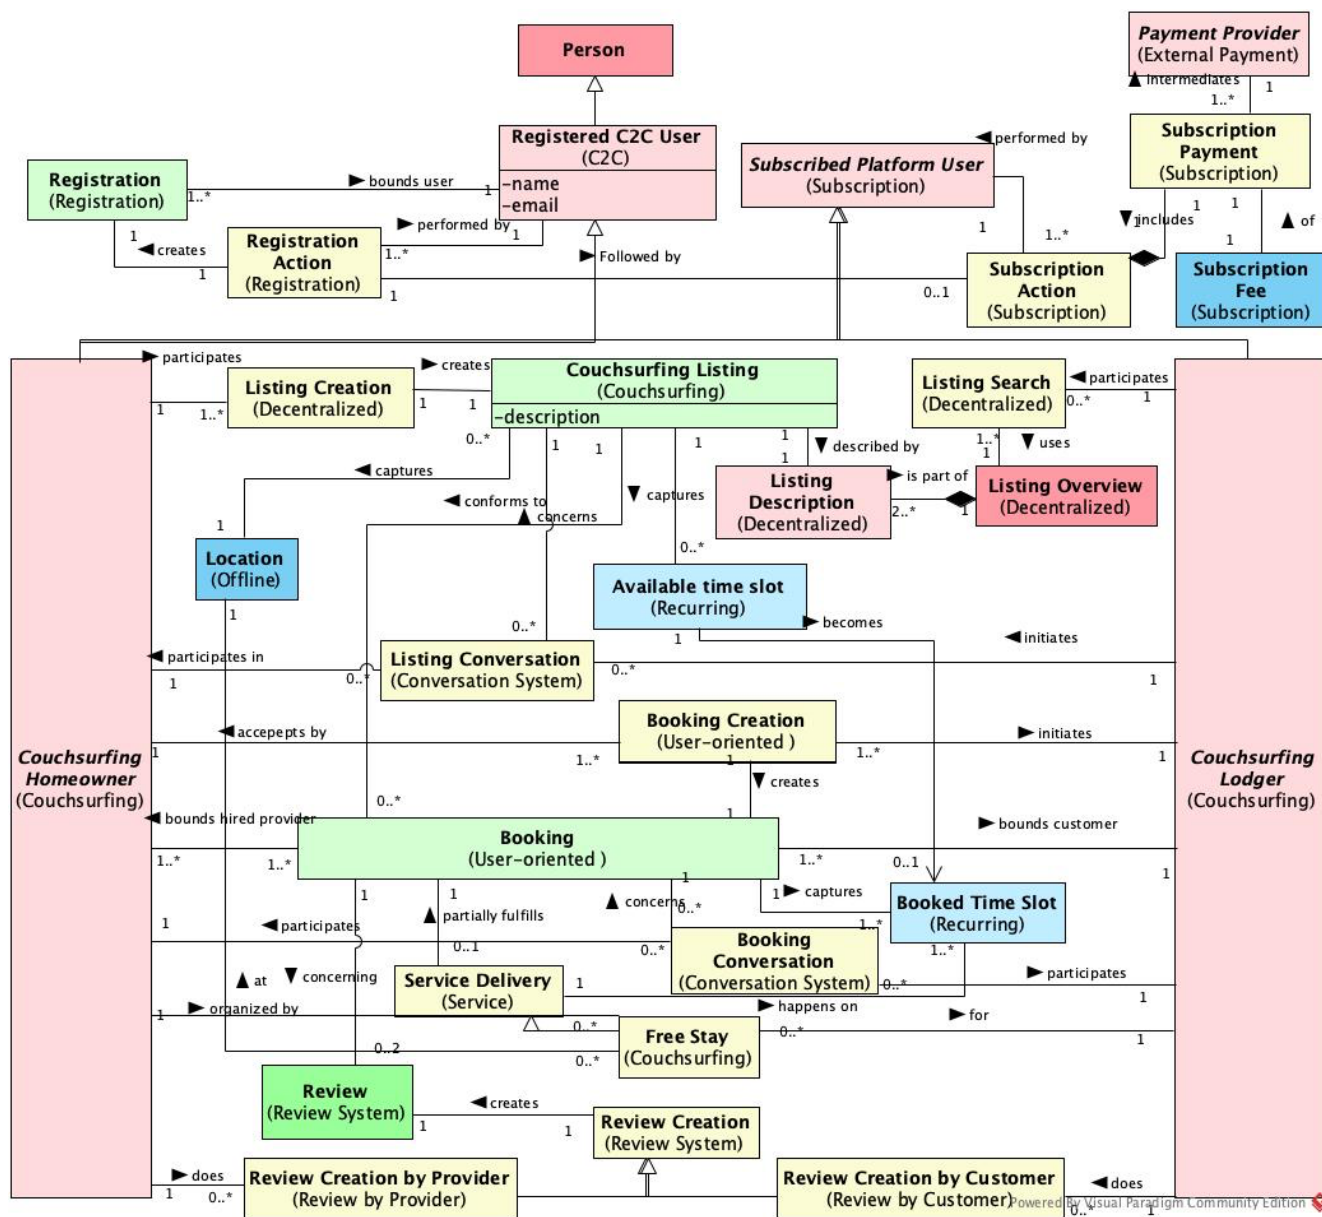 Person
Payment Provider
(External Payment)
▲ Intermediates
1
1..*
Registered C2C User
(C2C)
–name
–email
◀ performed by
Subscribed Platform User
(Subscription)
Subscription
Payment
(Subscription)
Registration
(Registration)
1..*
▶ bounds user
1
▶ performed by
1
1
◀ creates
1
Registration
Action
(Registration)
1..*
1
▶ Followed by
0..1
1
1..*
▼ includes
1
1
1
▲ of
1
Subscription
Action
(Subscription)
Subscription
Fee
(Subscription)
▶ participates
1
1..*
Listing Creation
(Decentralized)
▶ creates
1
1
Couchsurfing Listing
(Couchsurfing)
–description
Listing Search
(Decentralized)
◀ participates
0..*
1
0..*
1
1
1
1
1
▼ described by
1..*
1
▼ uses
◀ captures
1
◀ conforms to
▲ concerns
▼ captures
0..*
Listing
Description
(Decentralized)
▶ is part of
2..*
1
Listing Overview
(Decentralized)
Location
(Offline)
1
Available time slot
(Recurring)
1
▶ becomes
0..*
◀ participates in
1
0..*
Listing Conversation
(Conversation System)
0..*
◀ initiates
1
Booking Creation
(User-oriented )
◀ accepepts by
1
1..*
1
1..*
▶ initiates
1
Couchsurfing
Homeowner
(Couchsurfing)
Couchsurfing
Lodger
(Couchsurfing)
▼ creates
1
0..*
◀ bounds hired provider
1..*
1..*
Booking
(User-oriented )
1..*
▶ bounds customer
1
0..1
Booked Time Slot
(Recurring)
1
1
▲ partially fulfills
0..1
▲ concerns
1
0..*
1
▶ captures
1..*
1..*
1
◀ participates
0..*
Booking
Conversation
(Conversation System)
0..*
▶ participates
1
▲ at
▼ concerning
Service Delivery
(Service)
1
▶ happens on
▶ organized by
1
0..*
Free Stay
(Couchsurfing)
0..*
▶ for
1
0..2
0..*
Review
(Review System)
◀ creates
1
1
Review Creation
(Review System)
▶ does
1
0..*
Review Creation by Provider
(Review by Provider)
Review Creation by Customer
(Review by Customer)
◀ does
0..*
1
Powered By Visual Paradigm Community Edition